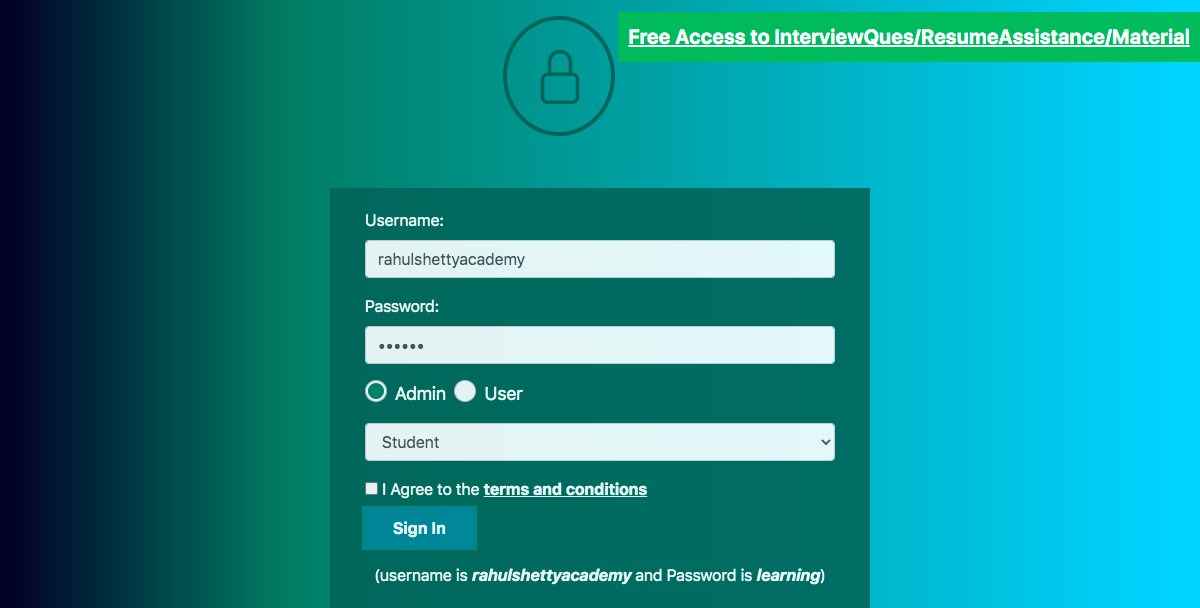 Free Access to InterviewQues/ResumeAssistance/Material
Username:
rahulshettyacademy
Password:
••••••
Admin User
Student
I Agree to the terms and conditions
Sign In
(username is rahulshettyacademy and Password is learning)